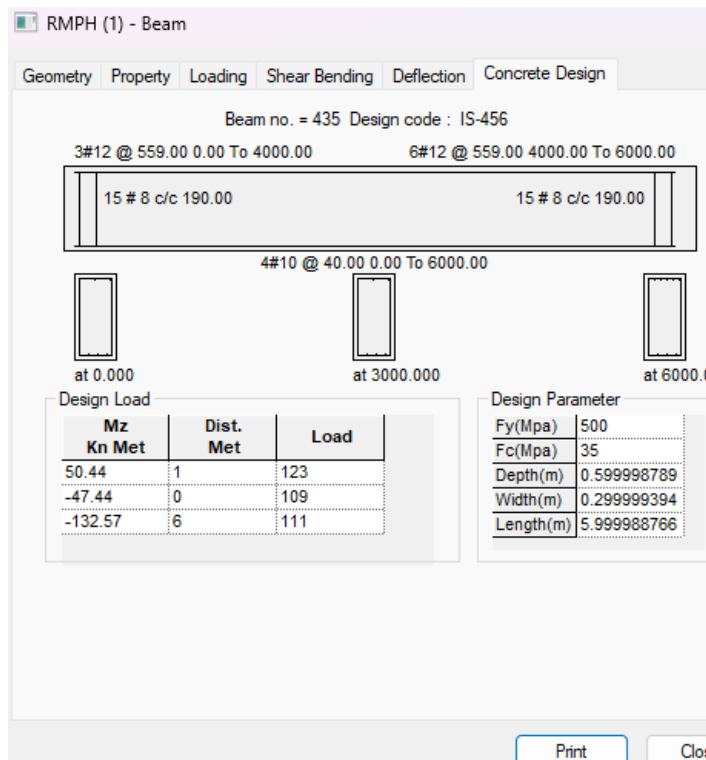 RMPH (1) - Beam
Geometry Property Loading Shear Bending Deflection Concrete Design
Beam no. = 435 Design code : IS-456
3#12 @ 559.00 0.00 To 4000.00 6#12 @ 559.00 4000.00 To 6000.00
15 # 8 c/c 190.00 15 # 8 c/c 190.00
4#10 @ 40.00 0.00 To 6000.00
at 0.000 at 3000.000 at 6000.
Design Load Design Parameter
Mz Kn Met Dist. Met Load
50.44 1 123
-47.44 0 109
-132.57 6 111
Fy(Mpa) 500
Fc(Mpa) 35
Depth(m) 0.599998789
Width(m) 0.299999394
Length(m) 5.999988766
Print Clos